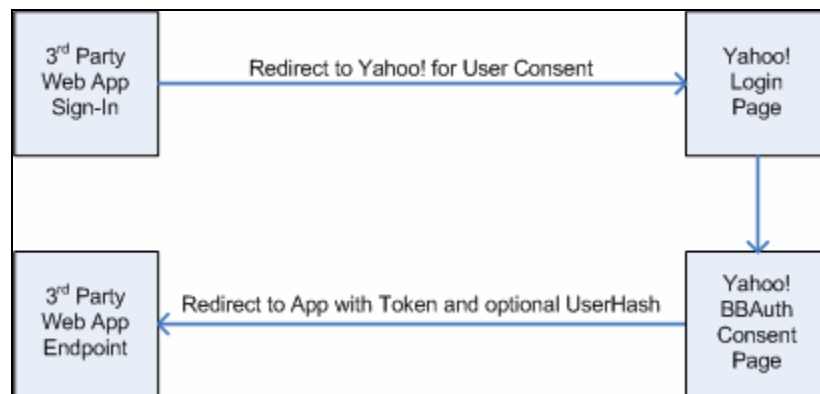 3rd Party
Web App
Sign-In
Redirect to Yahoo! for User Consent
Yahoo!
Login
Page
3rd Party
Web App
Endpoint
Redirect to App with Token and optional UserHash
Yahoo!
BBAuth
Consent
Page